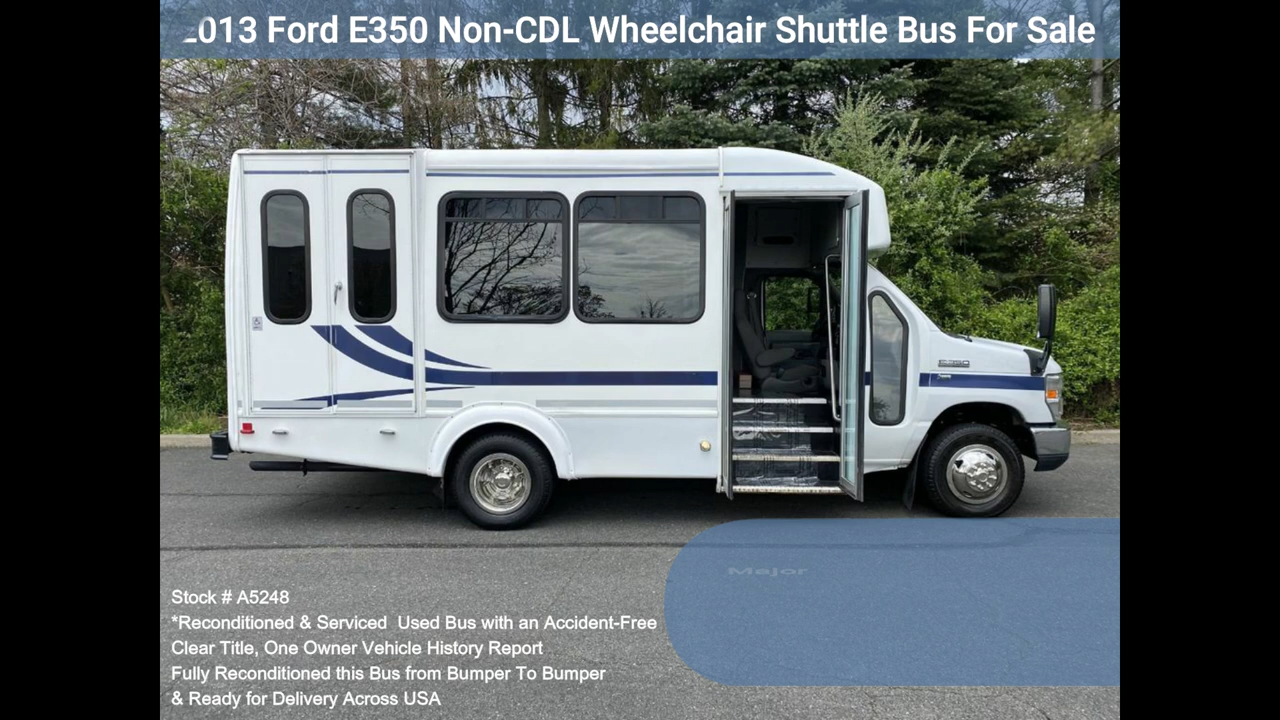 2013 Ford E350 Non-CDL Wheelchair Shuttle Bus For Sale
E350
Major
Stock # A5248
*Reconditioned & Serviced Used Bus with an Accident-Free
Clear Title, One Owner Vehicle History Report
Fully Reconditioned this Bus from Bumper To Bumper
& Ready for Delivery Across USA